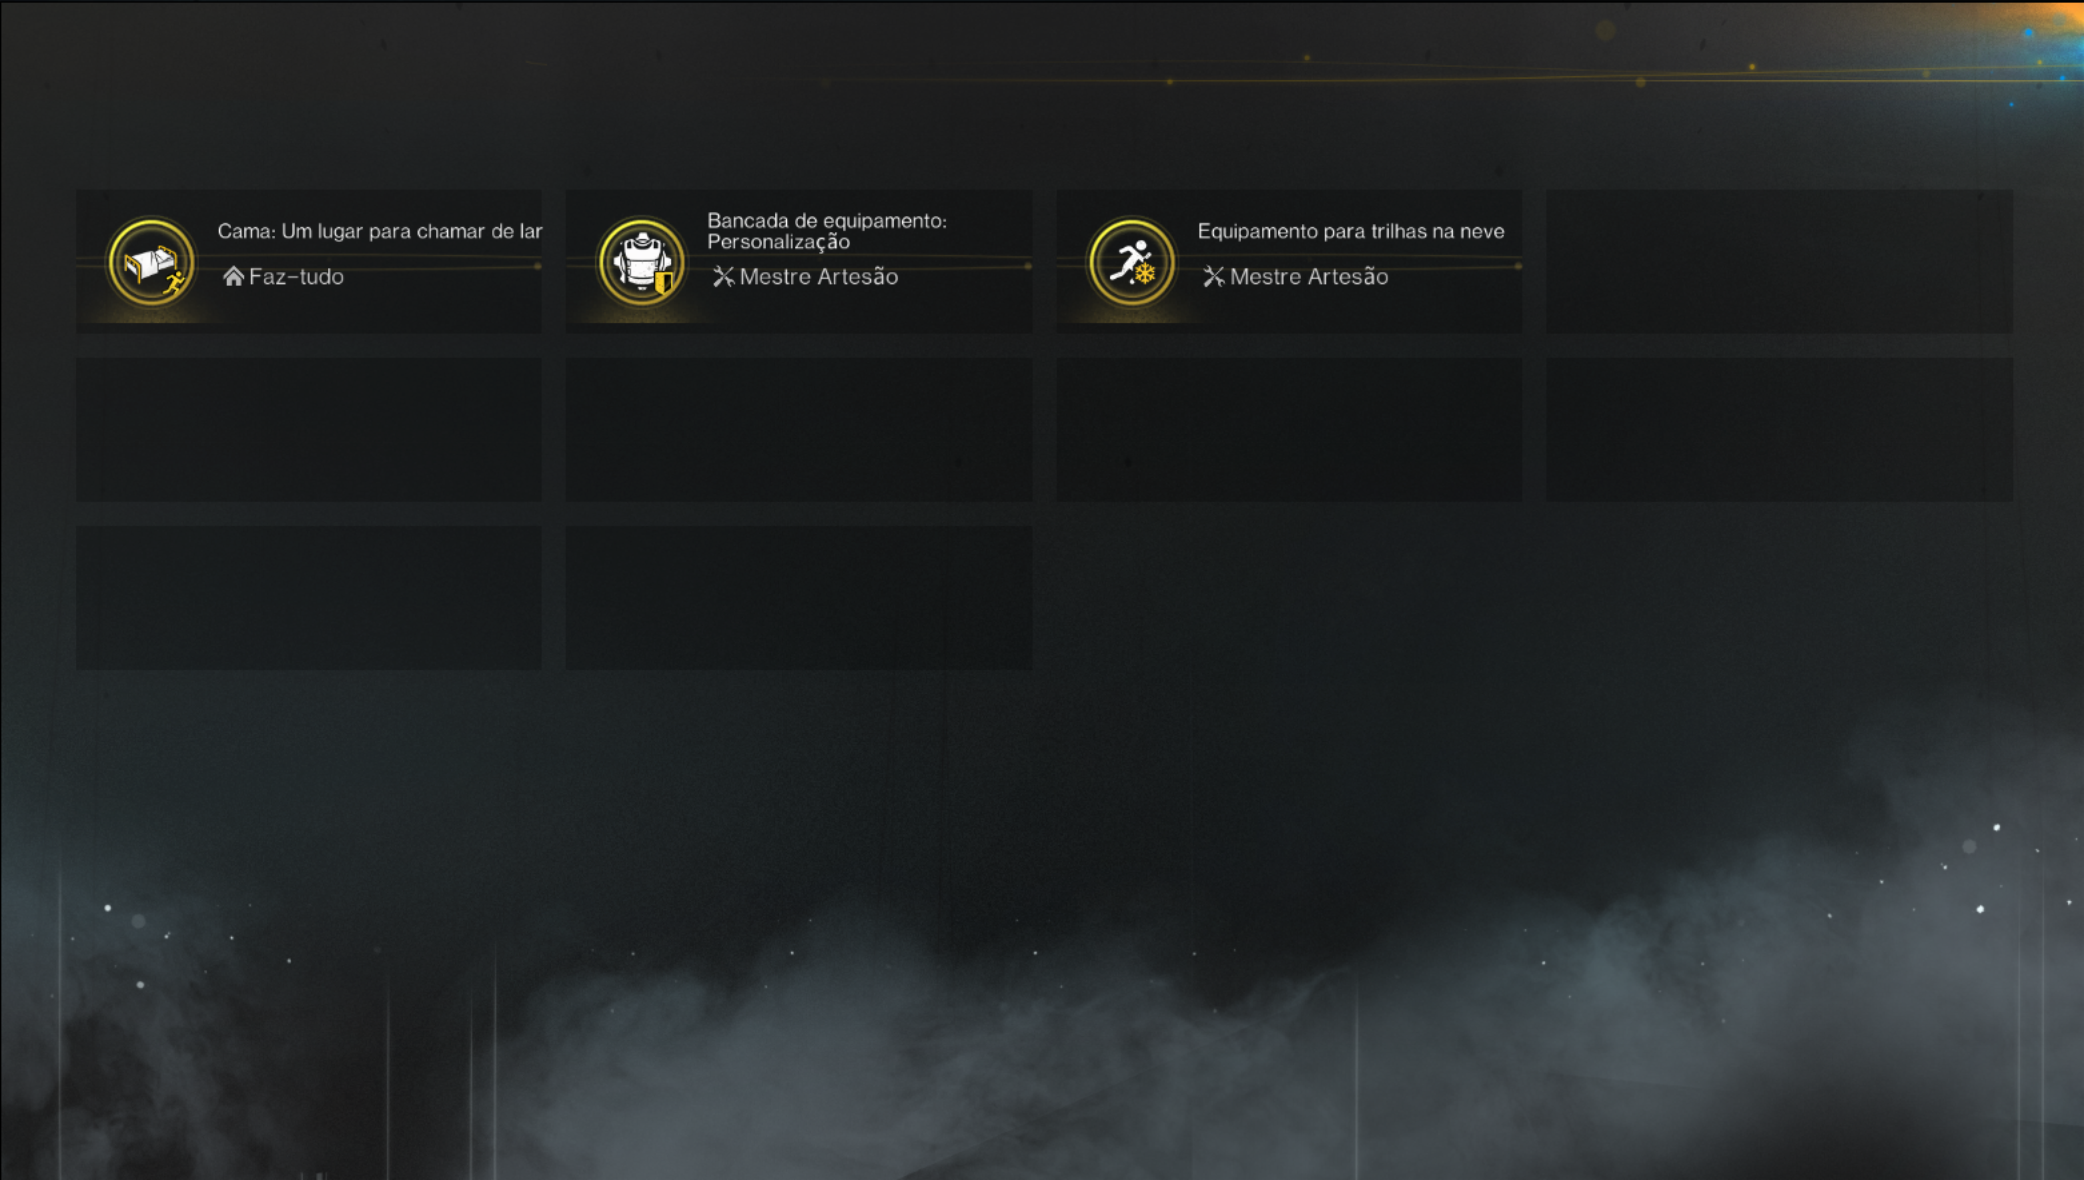 Cama: Um lugar para chamar de lar
Faz-tudo
Bancada de equipamento:
Personalização
Mestre Artesão
Equipamento para trilhas na neve
Mestre Artesão